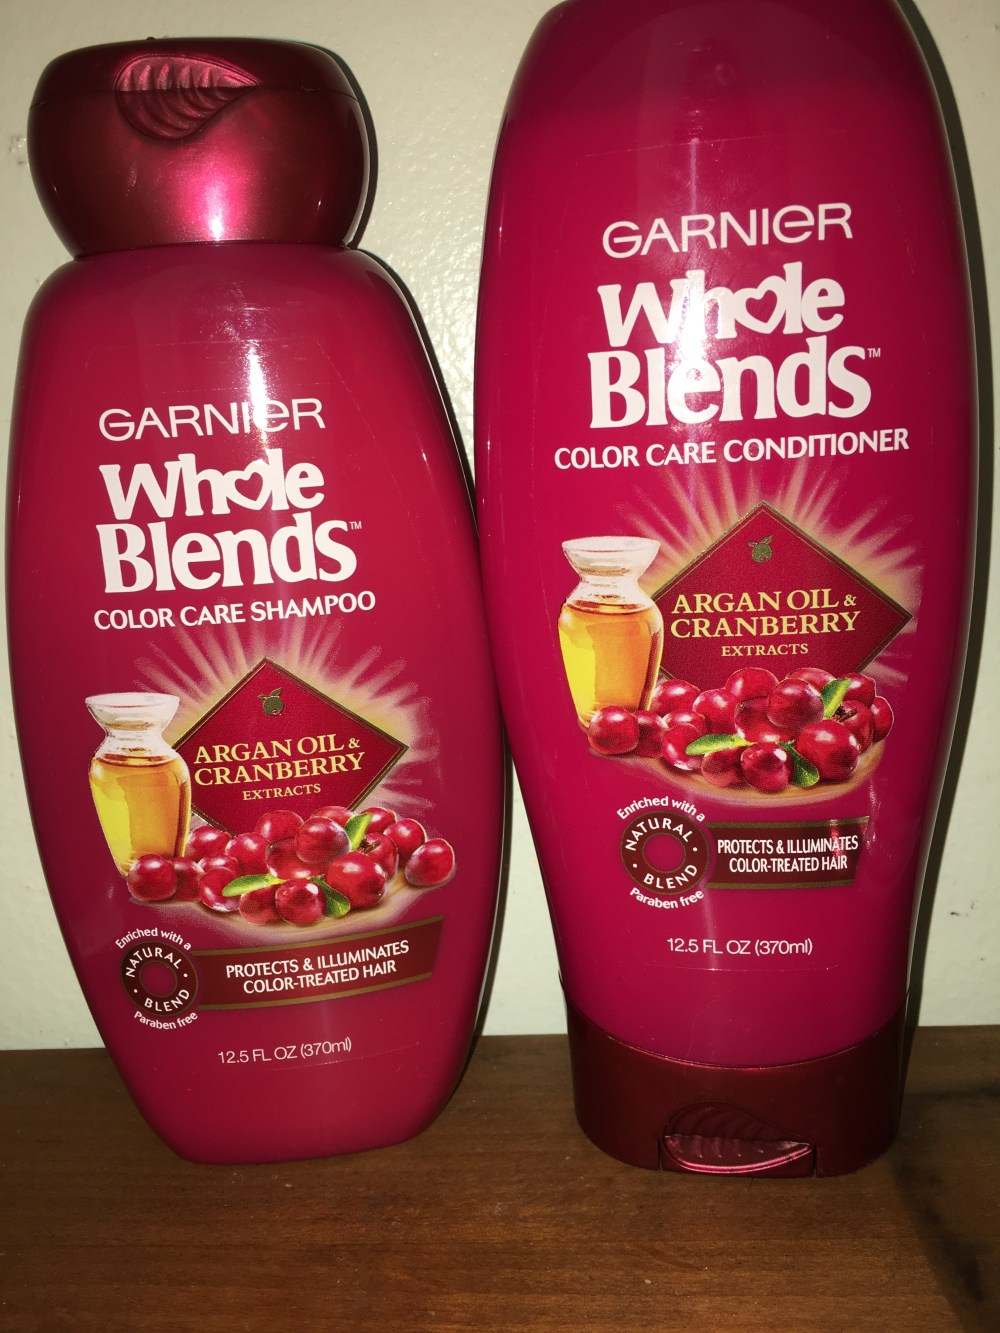 GARNIER
Whole
Blends™
COLOR CARE SHAMPOO
ARGAN OIL &
CRANBERRY
EXTRACTS
Enriched with a
NATURAL
BLEND
Paraben free
PROTECTS & ILLUMINATES
COLOR-TREATED HAIR
12.5 FL OZ (370ml)
GARNIER
Whole
Blends™
COLOR CARE CONDITIONER
ARGAN OIL &
CRANBERRY
EXTRACTS
Enriched with a
NATURAL
BLEND
Paraben free
PROTECTS & ILLUMINATES
COLOR-TREATED HAIR
12.5 FL OZ (370ml)